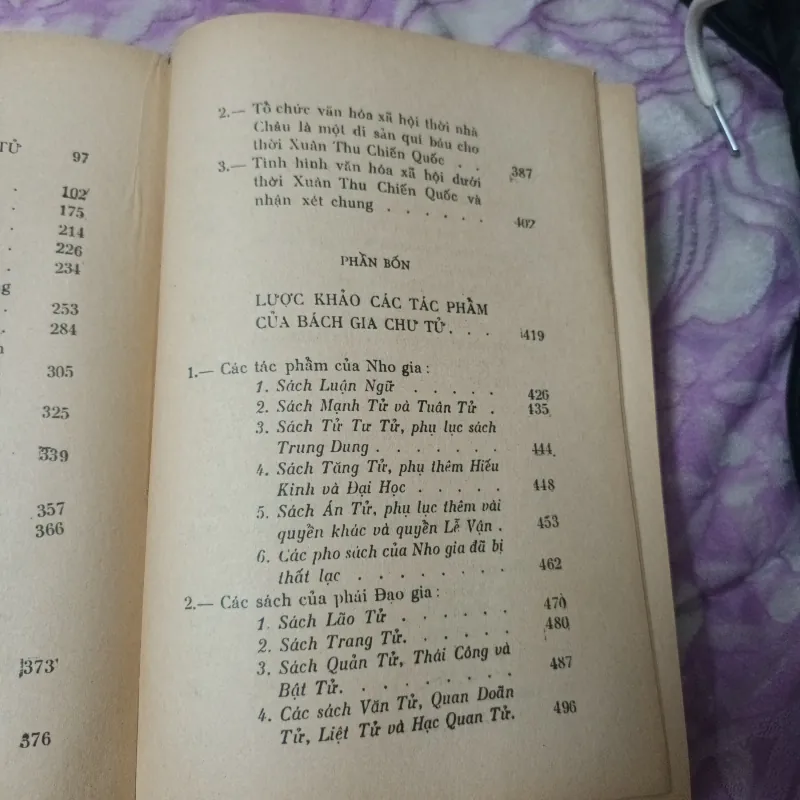 TỬ 97
102
175
214
226
234
g
253
284
n
305
325
339
357
366
373
376
2.— Tổ chức văn hóa xã hội thời nhà
Châu là một di sản quí báu cho
thời Xuân Thu Chiến Quốc . . 387
3.— Tình hình văn hóa xã hội dưới
thời Xuân Thu Chiến Quốc và
nhận xét chung . . . . . . 402
PHẦN BỐN
LƯỢC KHẢO CÁC TÁC PHẨM
CỦA BÁCH GIA CHƯ TỬ. . . 419
1.— Các tác phẩm của Nho gia :
1. Sách Luận Ngữ . . . . . 426
2. Sách Mạnh Tử và Tuân Tử . 435
3. Sách Tử Tư Tử, phụ lục sách
Trung Dung . . . . . . . 444
4. Sách Tăng Tử, phụ thêm Hiếu
Kinh và Đại Học . . . . . 448
5. Sách Án Tử, phụ lục thêm vài
quyền khác và quyền Lễ Vận . 453
6. Các pho sách của Nho gia đã bị
thất lạc . . . . . . . . 462
2.— Các sách của phái Đạo gia : 470
1. Sách Lão Tử . . . . . . 480
2. Sách Trang Tử. . . . . .
3. Sách Quản Tử, Thái Công và 487
Bật Tử. . . . . . . . .
4. Các sách Văn Tử, Quan Doãn 496
Tử, Liệt Tử và Hạc Quan Tử.